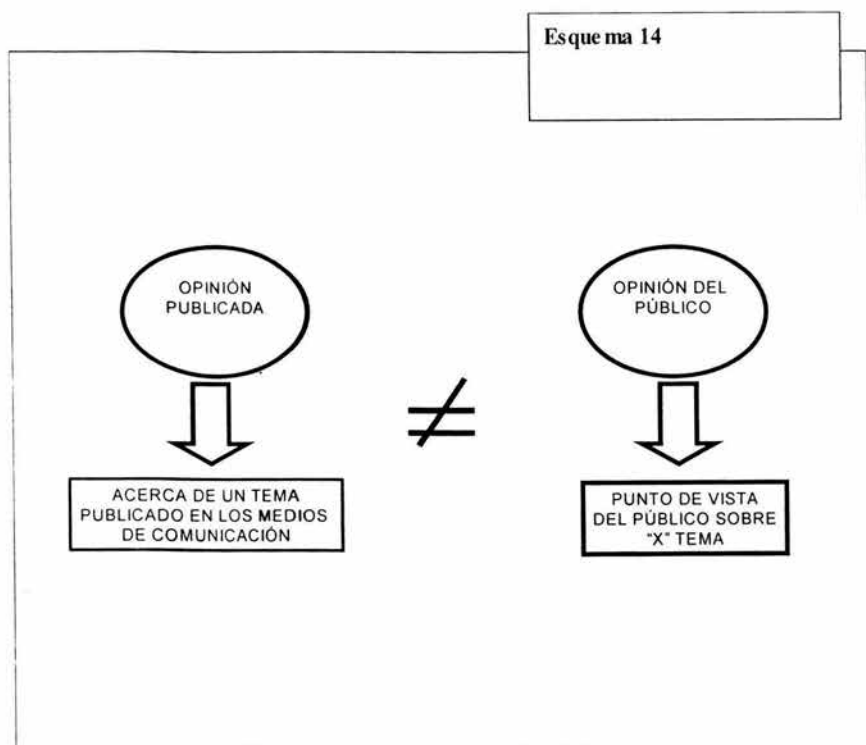 Esquema 14
OPINIÓN
PUBLICADA
ACERCA DE UN TEMA
PUBLICADO EN LOS MEDIOS
DE COMUNICACIÓN
≠
OPINIÓN DEL
PÚBLICO
PUNTO DE VISTA
DEL PÚBLICO SOBRE
"X" TEMA